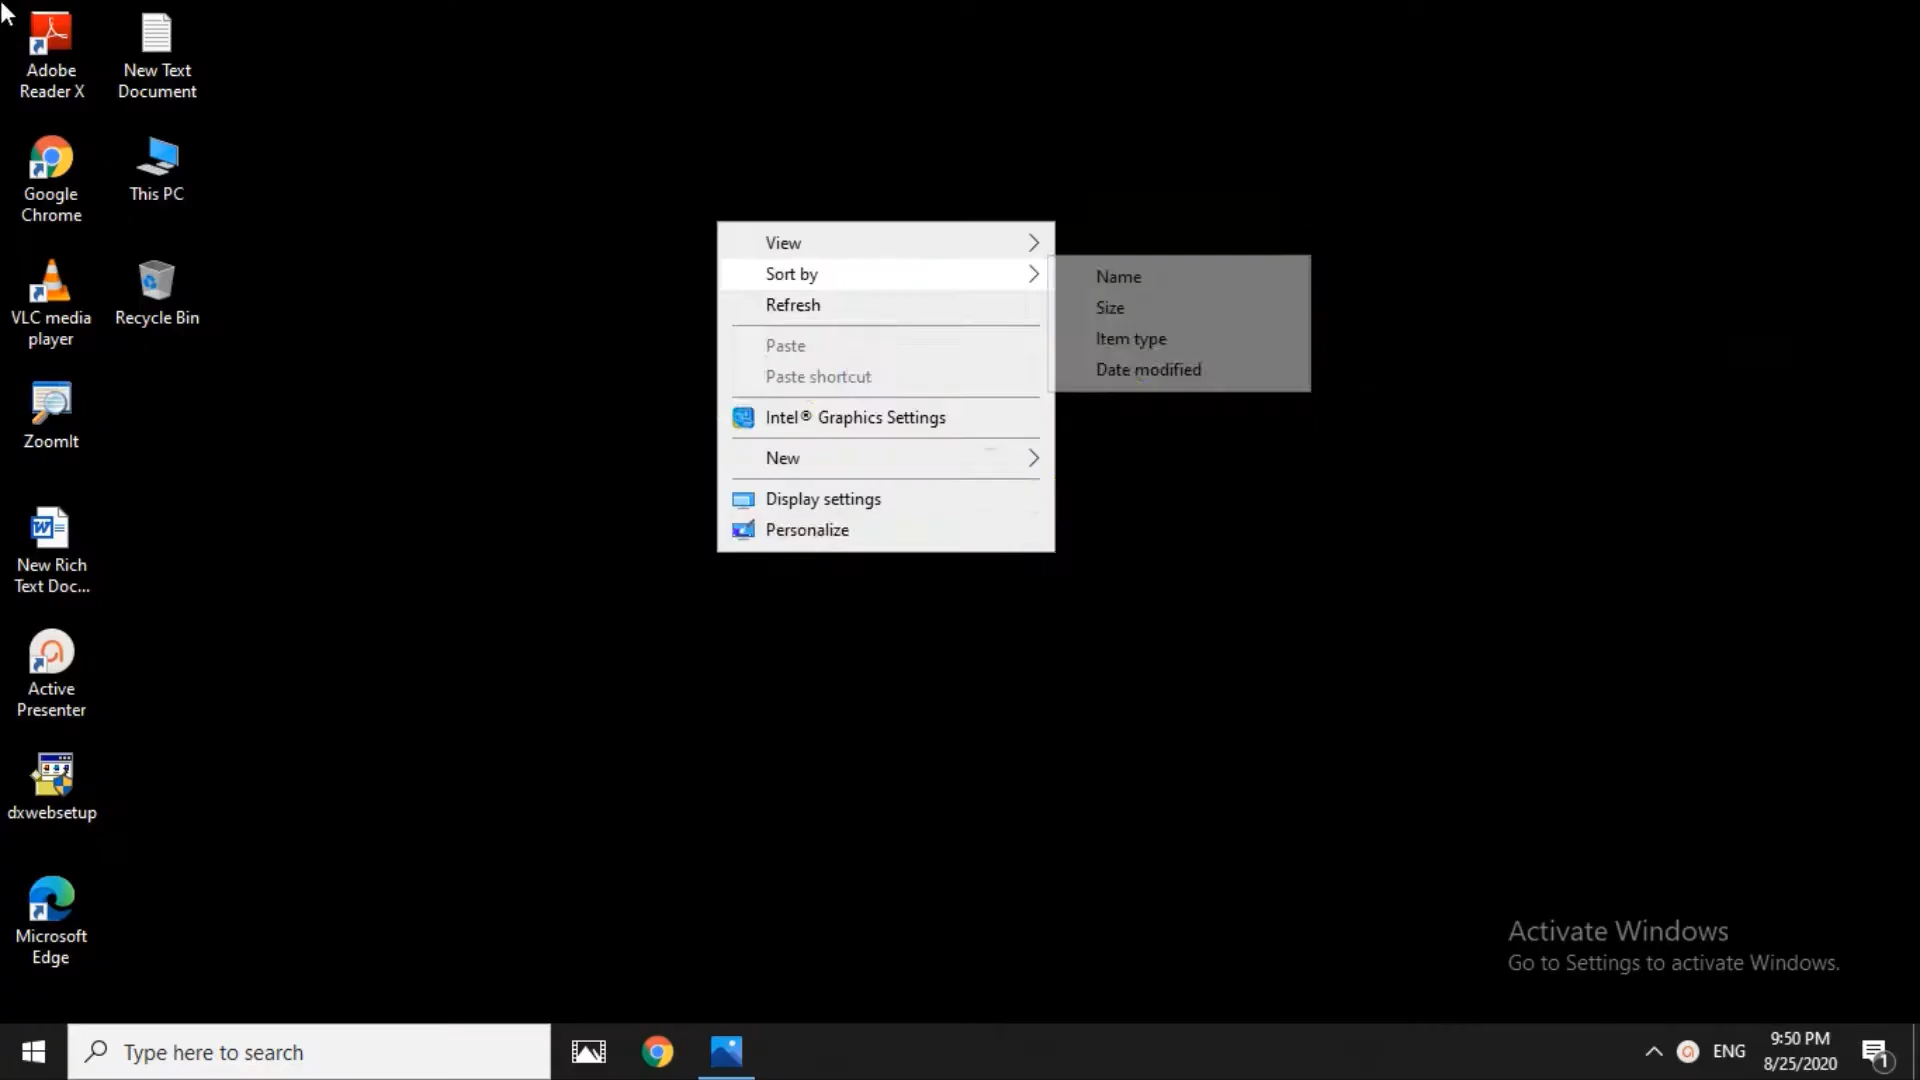 Adobe
Reader X
New Text
Document
Google
Chrome
This PC
VLC media
player
Recycle Bin
ZoomIt
New Rich
Text Doc...
Active
Presenter
dxwebsetup
Microsoft
Edge
View
Sort by
Refresh
Paste
Paste shortcut
Intel® Graphics Settings
New
Display settings
Personalize
Name
Size
Item type
Date modified
Activate Windows
Go to Settings to activate Windows.
Type here to search
ENG
9:50 PM
8/25/2020
1